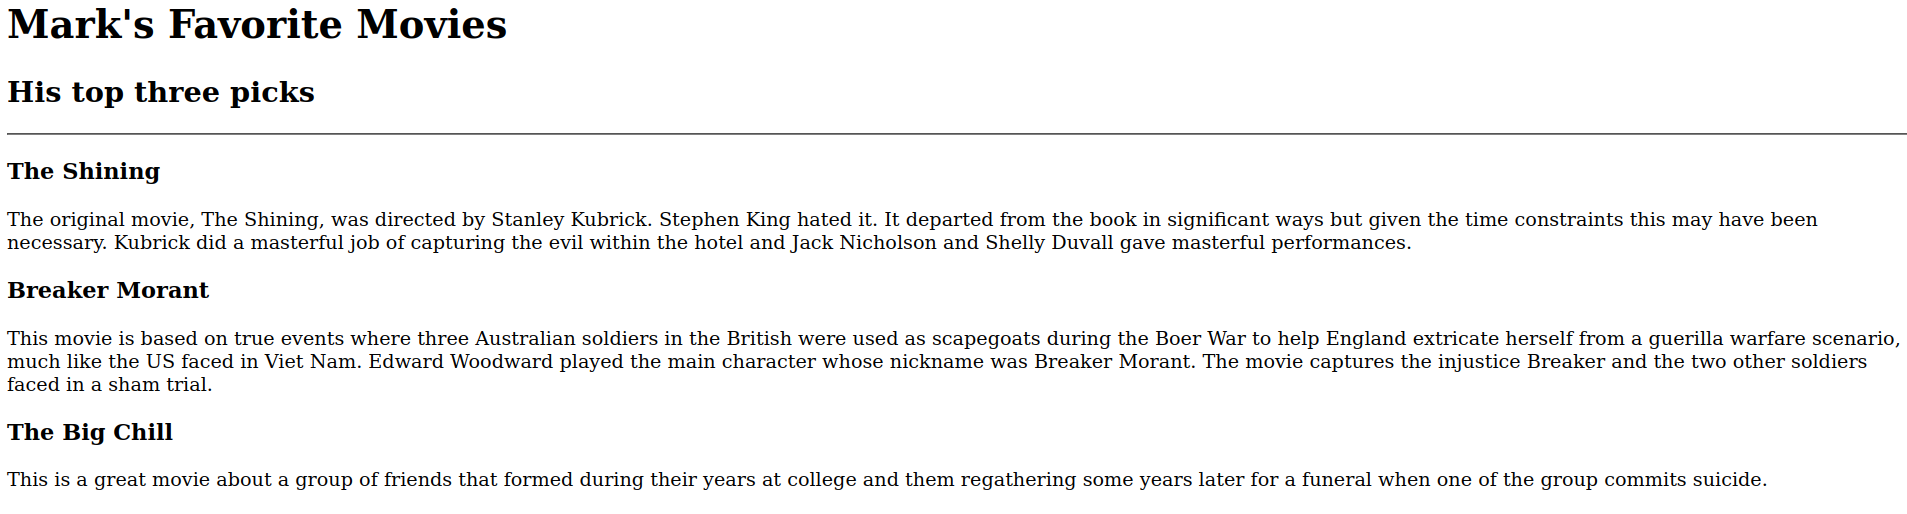 Mark's Favorite Movies
His top three picks
The Shining
The original movie, The Shining, was directed by Stanley Kubrick. Stephen King hated it. It departed from the book in significant ways but given the time constraints this may have been
necessary. Kubrick did a masterful job of capturing the evil within the hotel and Jack Nicholson and Shelly Duvall gave masterful performances.
Breaker Morant
This movie is based on true events where three Australian soldiers in the British were used as scapegoats during the Boer War to help England extricate herself from a guerilla warfare scenario,
much like the US faced in Viet Nam. Edward Woodward played the main character whose nickname was Breaker Morant. The movie captures the injustice Breaker and the two other soldiers
faced in a sham trial.
The Big Chill
This is a great movie about a group of friends that formed during their years at college and them regathering some years later for a funeral when one of the group commits suicide.